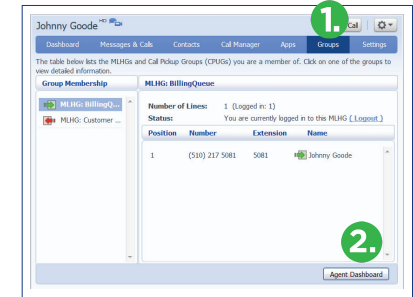 Johnny Goode
1.
Call
Dashboard Messages & Calls Contacts Call Manager Apps Groups Settings
The table below lists the MLHGs and Call Pickup Groups (CPUGs) you are a member of. Click on one of the groups to
view detailed information.
Group Membership MLHG: BillingQueue
MLHG: BillingQ...
MLHG: Customer ...
Number of Lines: 1 (Logged in: 1)
Status: You are currently logged in to this MLHG ( Logout )
Position Number Extension Name
1 (510) 217 5081 5081 Johnny Goode
2.
Agent Dashboard